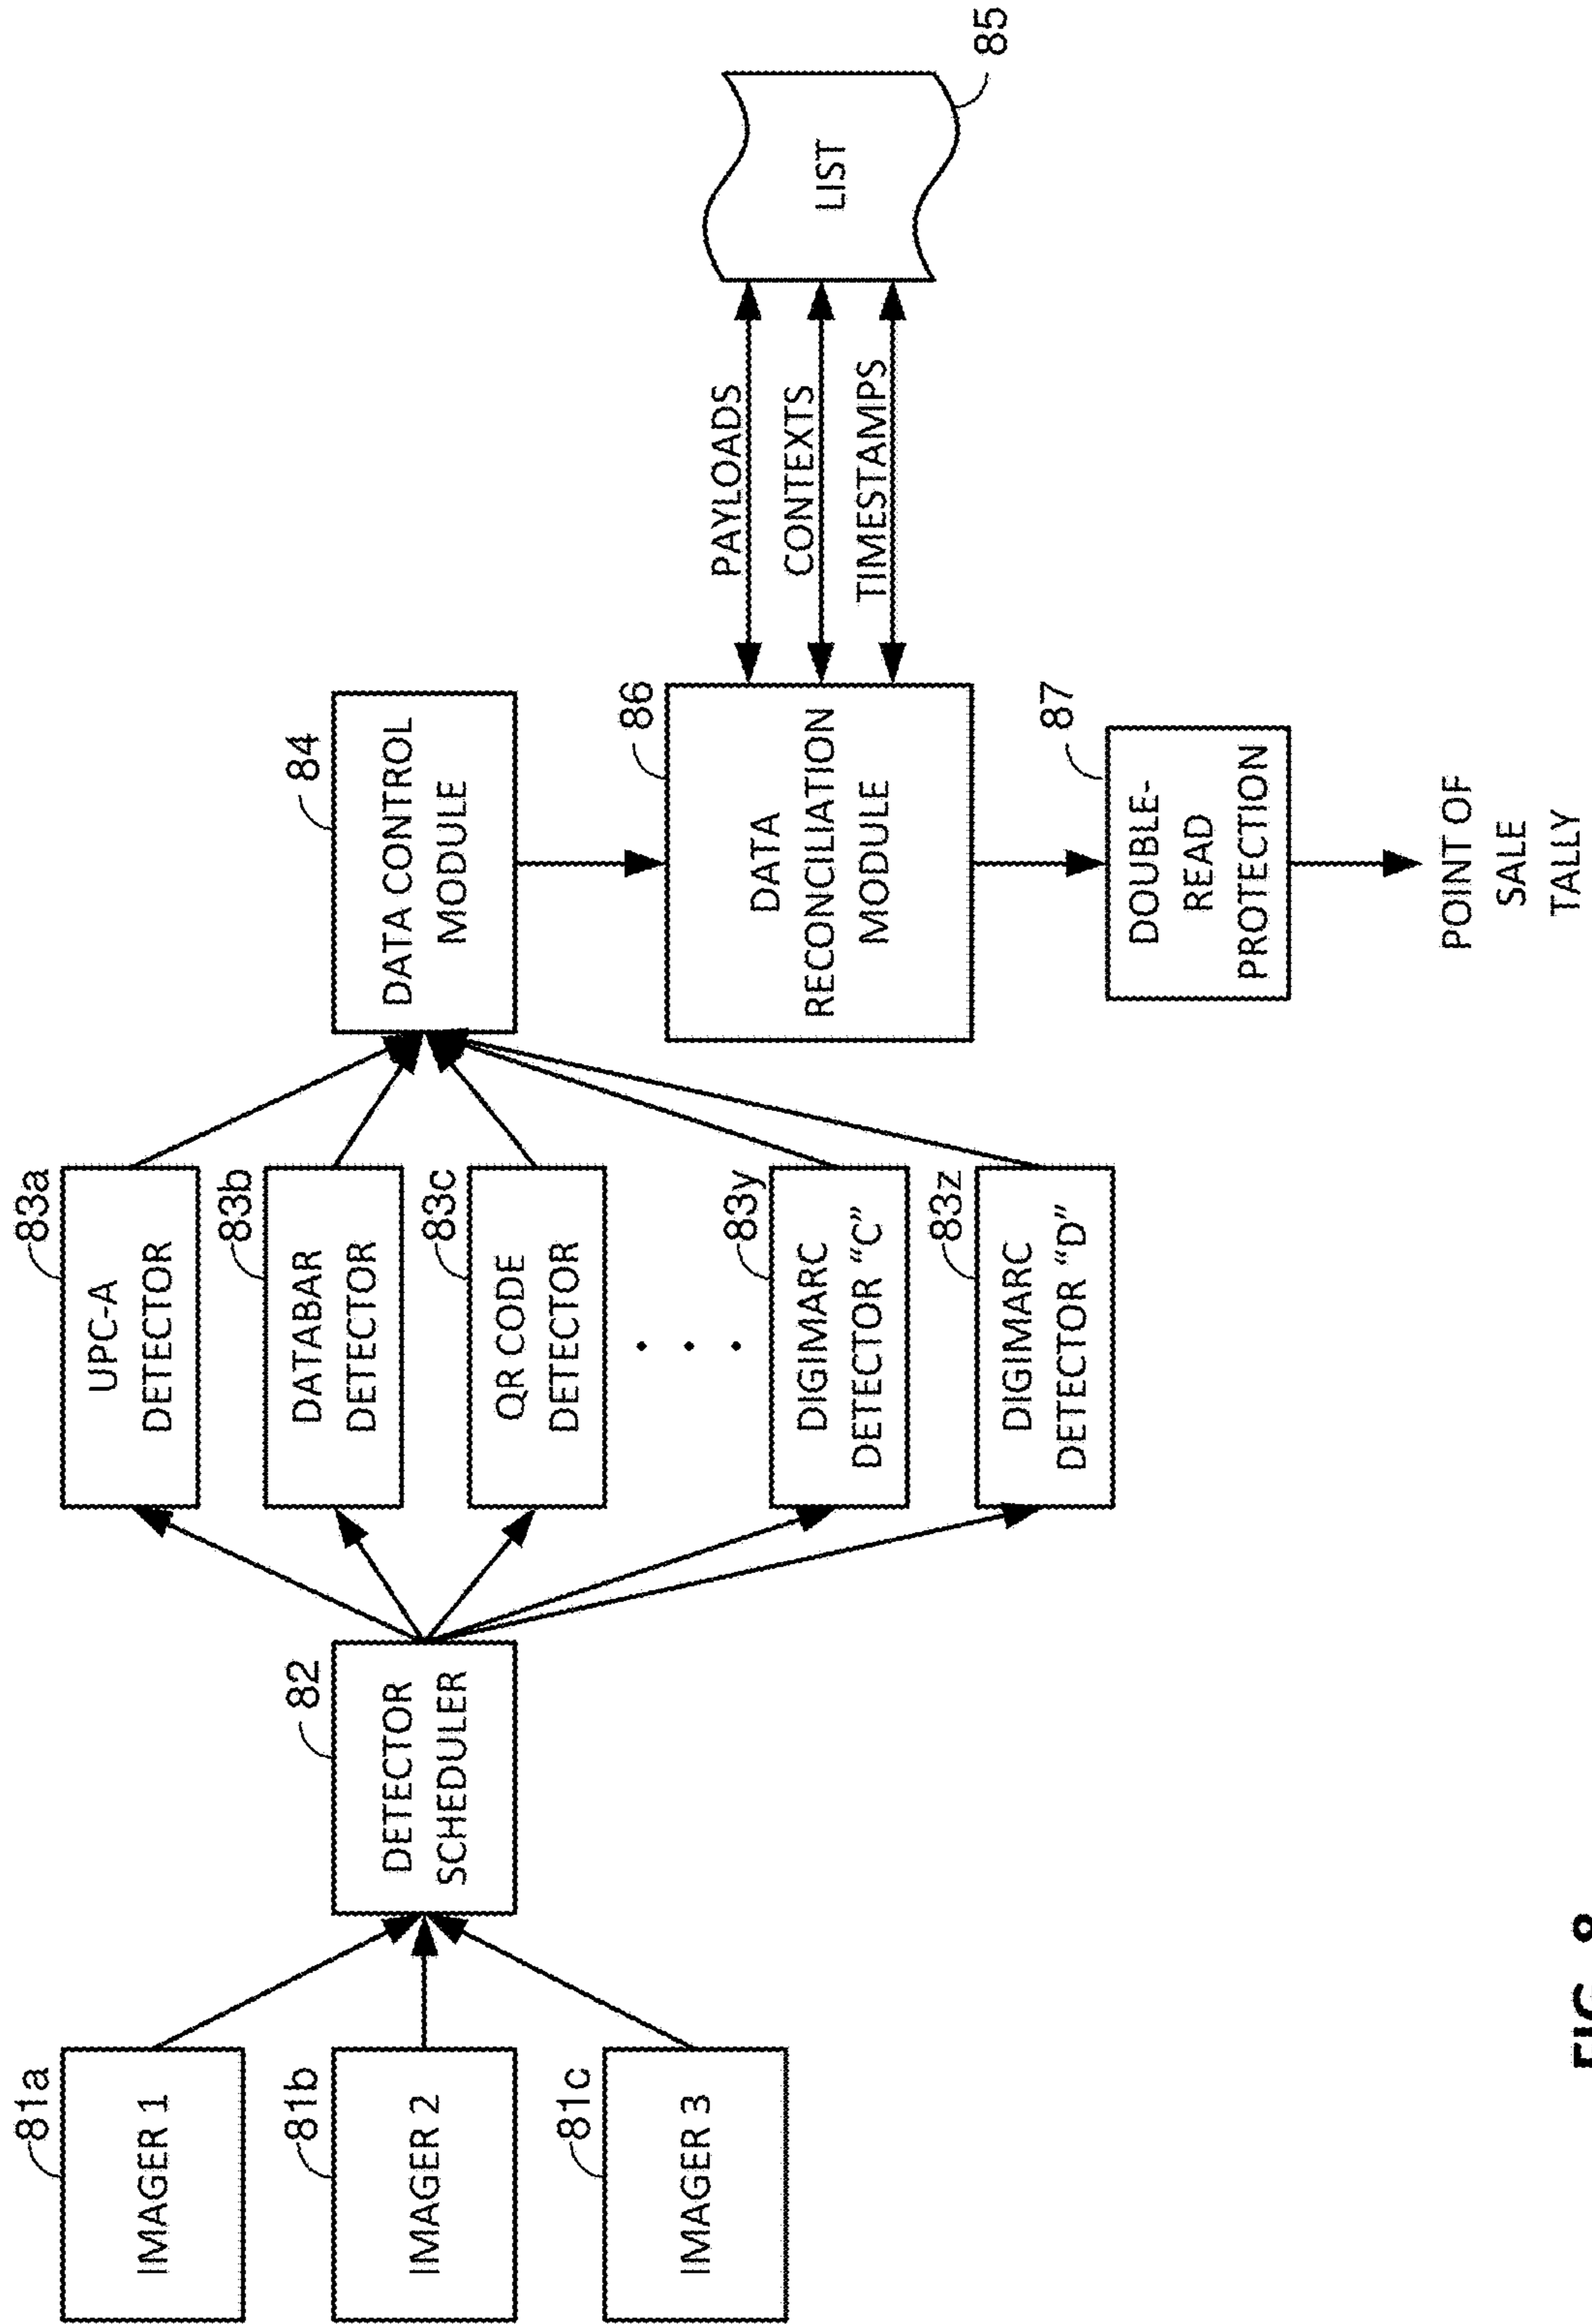 81a
IMAGER 1
81b
IMAGER 2
81c
IMAGER 3
82
DETECTOR
SCHEDULER
83a
UPC-A
DETECTOR
83b
DATABAR
DETECTOR
83c
QR CODE
DETECTOR
. . .
83y
DIGIMARC
DETECTOR “C”
83z
DIGIMARC
DETECTOR “D”
84
DATA CONTROL
MODULE
86
DATA
RECONCILIATION
MODULE
PAYLOADS
CONTEXTS
TIMESTAMPS
LIST
85
87
DOUBLE-
READ
PROTECTION
POINT OF
SALE
TALLY
FIG. 8